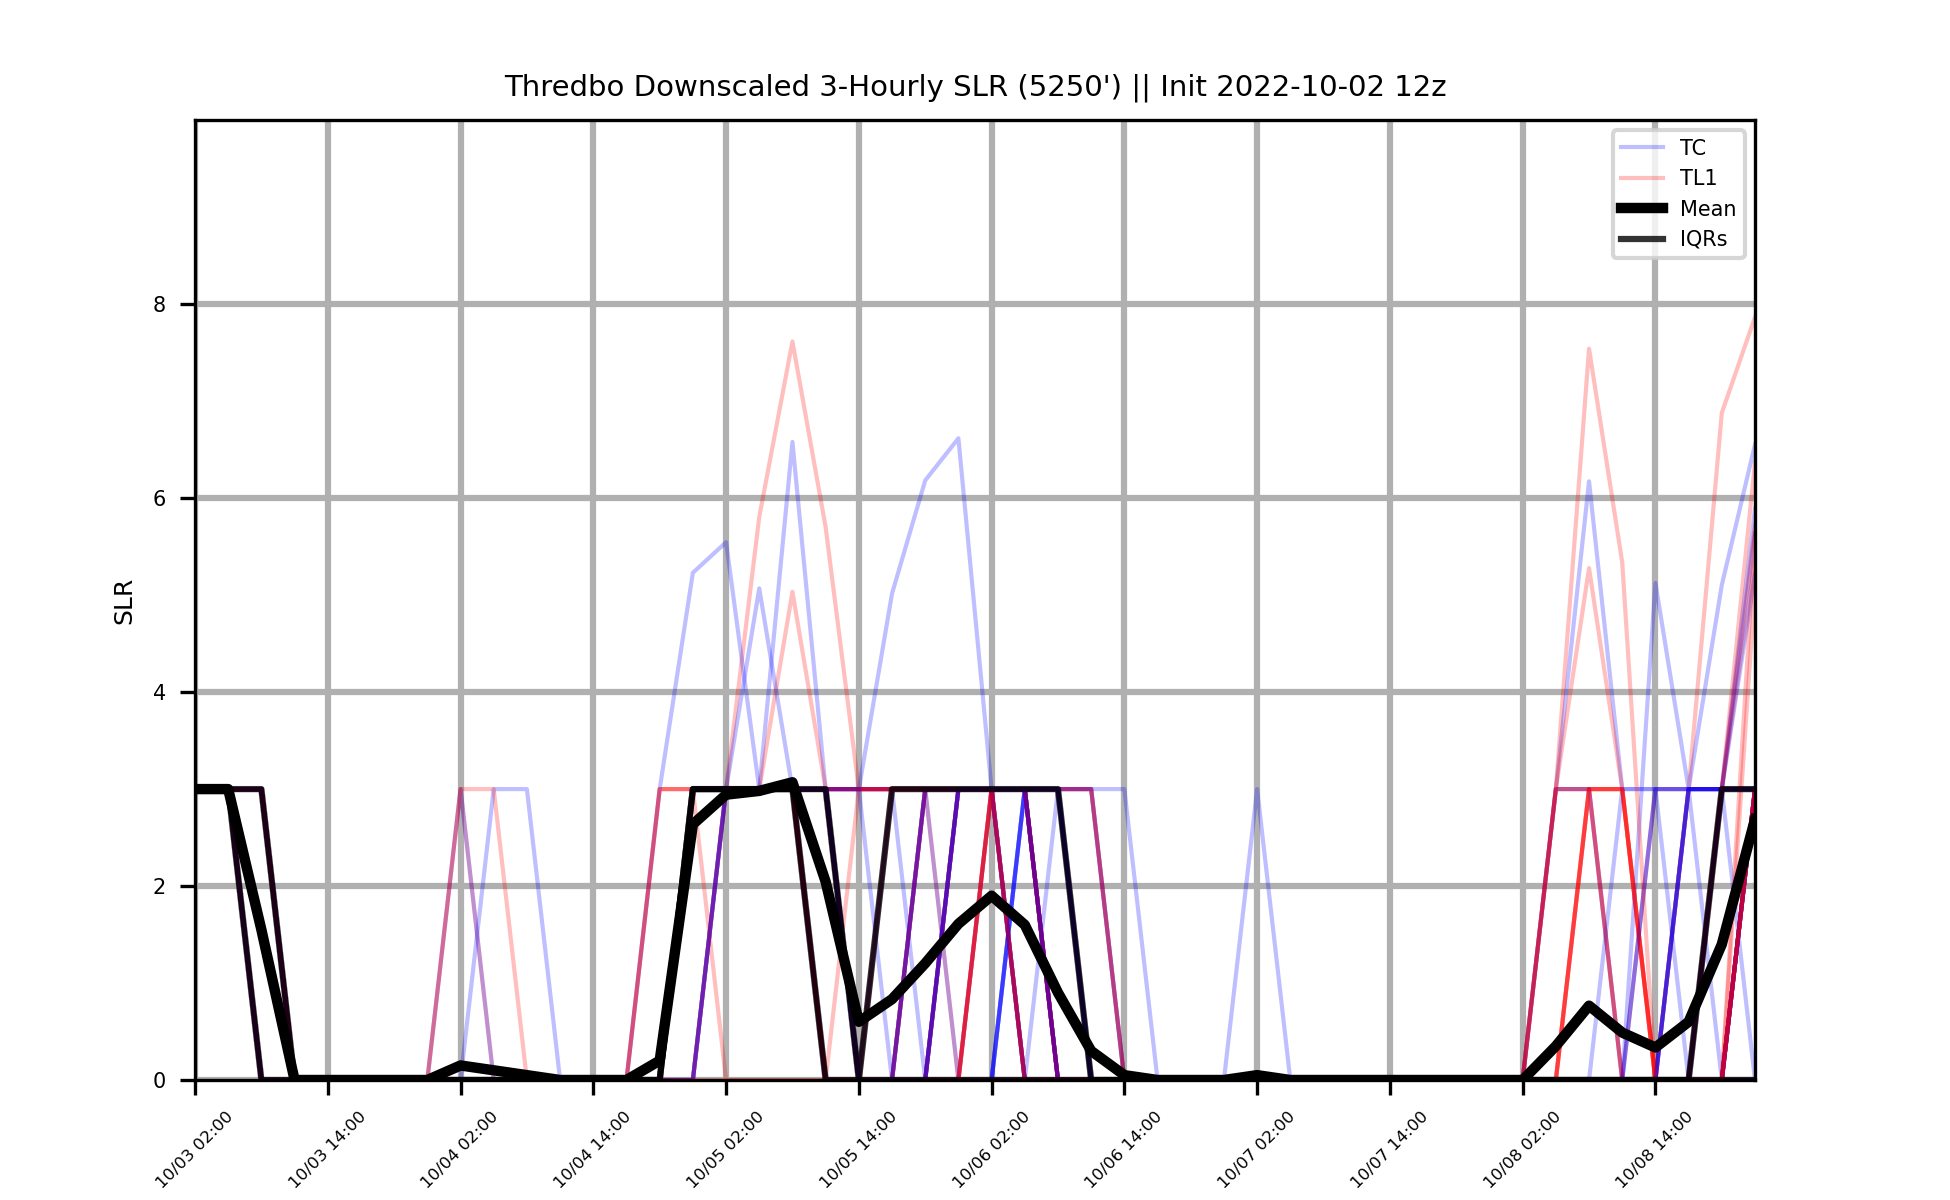 Thredbo Downscaled 3-Hourly SLR (5250') || Init 2022-10-02 12z
TC
TL1
Mean
IQRs
SLR
8
6
4
2
0
10/03 02:00
10/03 14:00
10/04 02:00
10/04 14:00
10/05 02:00
10/05 14:00
10/06 02:00
10/06 14:00
10/07 02:00
10/07 14:00
10/08 02:00
10/08 14:00